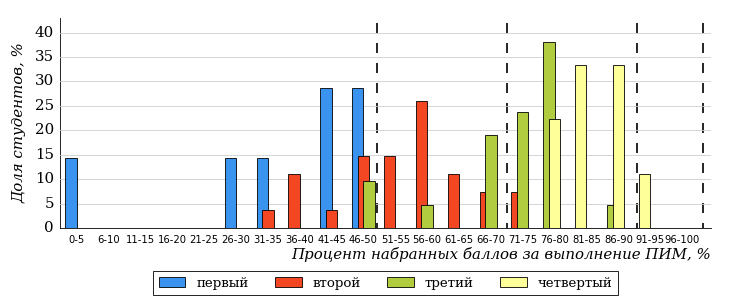 Доля студентов, %
40
35
30
25
20
15
10
5
0
0-5 6-10 11-15 16-20 21-25 26-30 31-35 36-40 41-45 46-50 51-55 56-60 61-65 66-70 71-75 76-80 81-85 86-90 91-95 96-100
Процент набранных баллов за выполнение ПИМ, %
первый второй третий четвертый